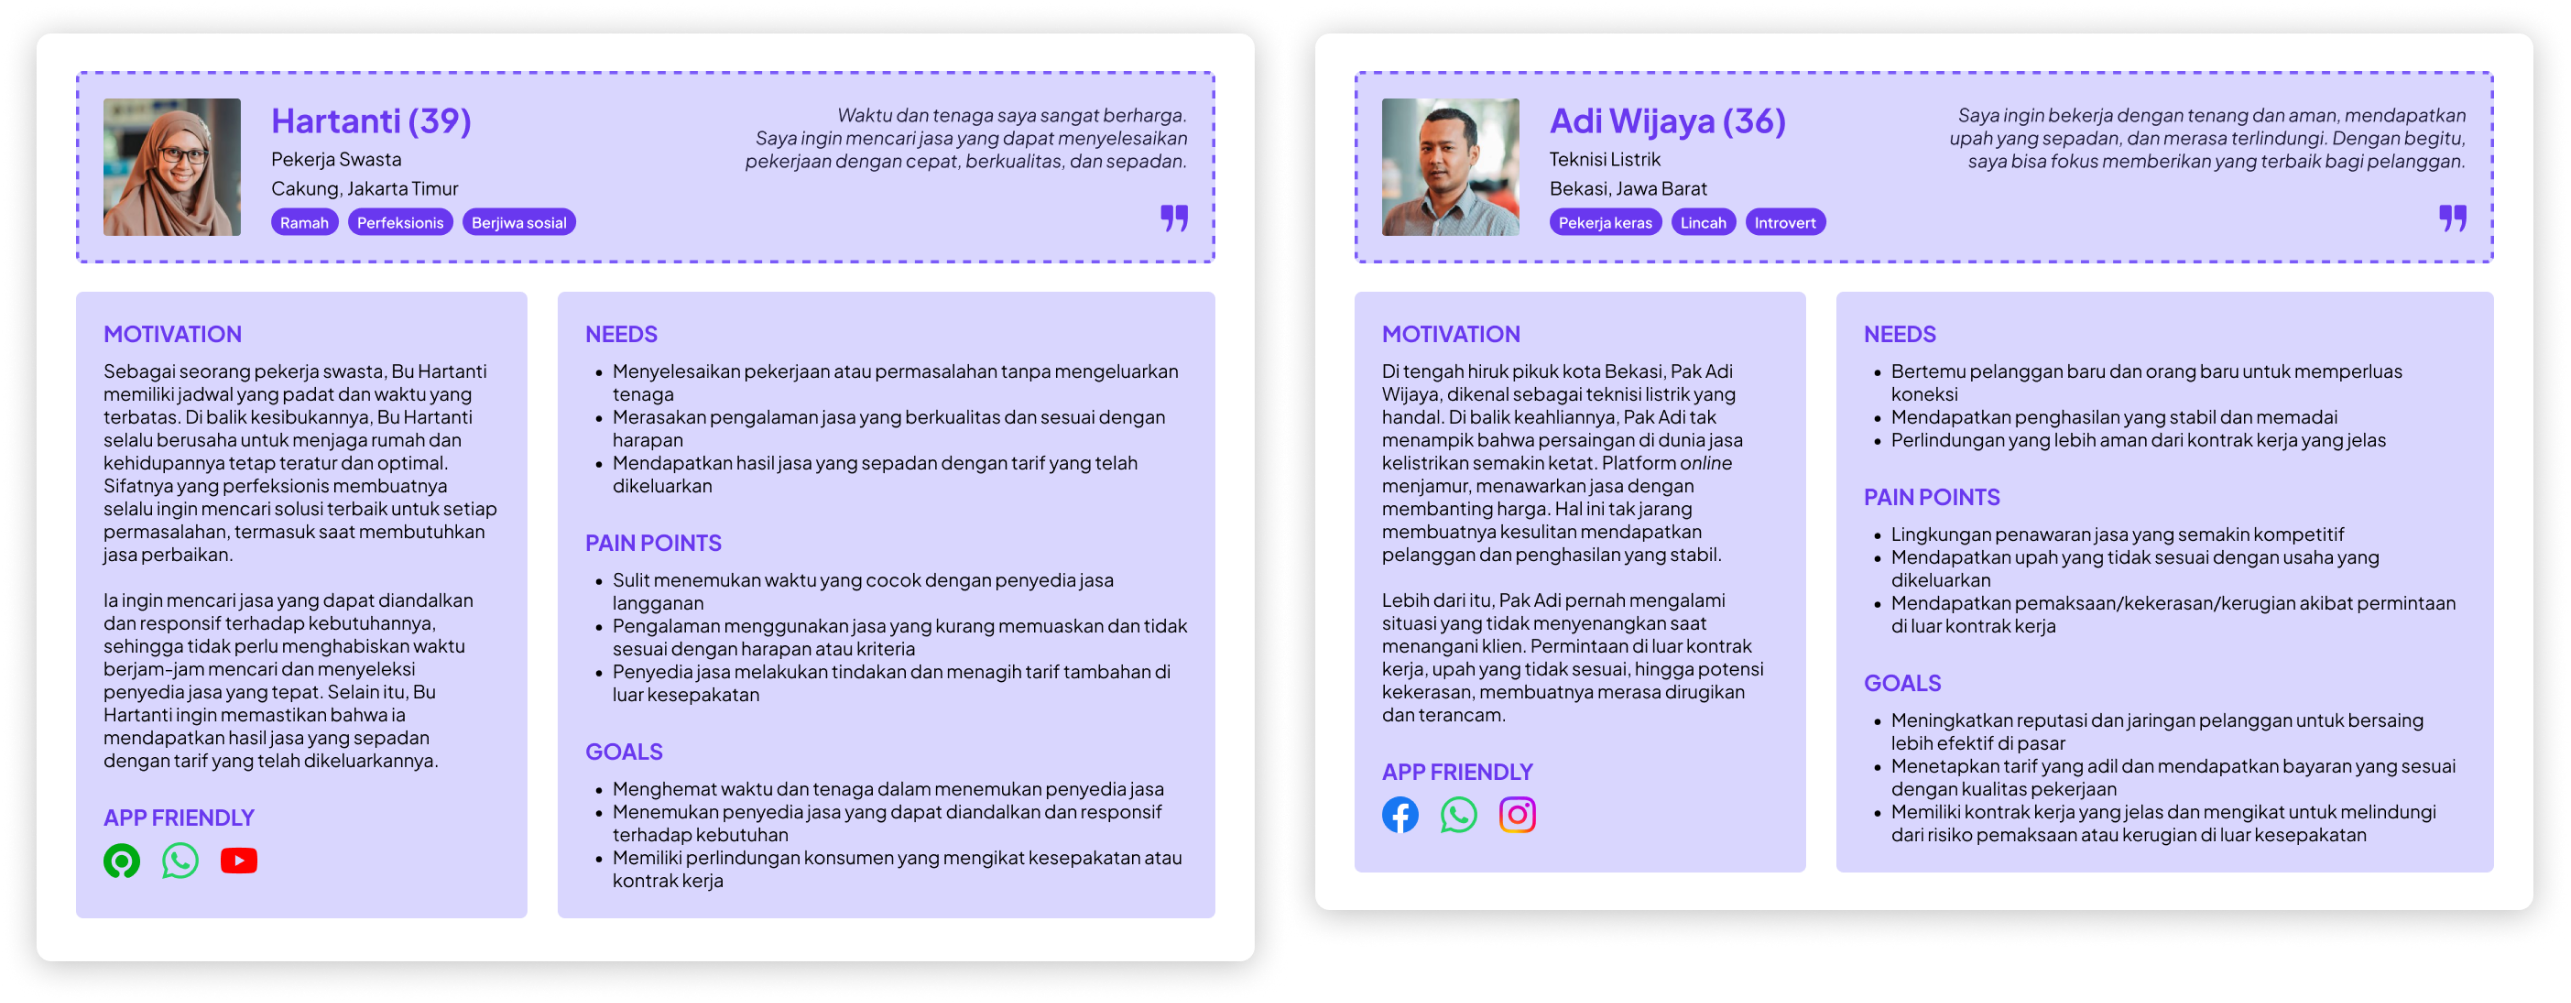 Hartanti (39)
Pekerja Swasta
Cakung, Jakarta Timur
Ramah Perfeksionis Berjiwa sosial
Waktu dan tenaga saya sangat berharga.
Saya ingin mencari jasa yang dapat menyelesaikan
pekerjaan dengan cepat, berkualitas, dan sepadan.
MOTIVATION
Sebagai seorang pekerja swasta, Bu Hartanti
memiliki jadwal yang padat dan waktu yang
terbatas. Di balik kesibukannya, Bu Hartanti
selalu berusaha untuk menjaga rumah dan
kehidupannya tetap teratur dan optimal.
Sifatnya yang perfeksionis membuatnya
selalu ingin mencari solusi terbaik untuk setiap
permasalahan, termasuk saat membutuhkan
jasa perbaikan.
Ia ingin mencari jasa yang dapat diandalkan
dan responsif terhadap kebutuhannya,
sehingga tidak perlu menghabiskan waktu
berjam-jam mencari dan menyeleksi
penyedia jasa yang tepat. Selain itu, Bu
Hartanti ingin memastikan bahwa ia
mendapatkan hasil jasa yang sepadan
dengan tarif yang telah dikeluarkannya.
APP FRIENDLY
NEEDS
• Menyelesaikan pekerjaan atau permasalahan tanpa mengeluarkan
tenaga
• Merasakan pengalaman jasa yang berkualitas dan sesuai dengan
harapan
• Mendapatkan hasil jasa yang sepadan dengan tarif yang telah
dikeluarkan
PAIN POINTS
• Sulit menemukan waktu yang cocok dengan penyedia jasa
langganan
• Pengalaman menggunakan jasa yang kurang memuaskan dan tidak
sesuai dengan harapan atau kriteria
• Penyedia jasa melakukan tindakan dan menagih tarif tambahan di
luar kesepakatan
GOALS
• Menghemat waktu dan tenaga dalam menemukan penyedia jasa
• Menemukan penyedia jasa yang dapat diandalkan dan responsif
terhadap kebutuhan
• Memiliki perlindungan konsumen yang mengikat kesepakatan atau
kontrak kerja
Adi Wijaya (36)
Teknisi Listrik
Bekasi, Jawa Barat
Pekerja keras Lincah Introvert
Saya ingin bekerja dengan tenang dan aman, mendapatkan
upah yang sepadan, dan merasa terlindungi. Dengan begitu,
saya bisa fokus memberikan yang terbaik bagi pelanggan.
MOTIVATION
Di tengah hiruk pikuk kota Bekasi, Pak Adi
Wijaya, dikenal sebagai teknisi listrik yang
handal. Di balik keahliannya, Pak Adi tak
menampik bahwa persaingan di dunia jasa
kelistrikan semakin ketat. Platform online
menjamur, menawarkan jasa dengan
membanting harga. Hal ini tak jarang
membuatnya kesulitan mendapatkan
pelanggan dan penghasilan yang stabil.
Lebih dari itu, Pak Adi pernah mengalami
situasi yang tidak menyenangkan saat
menangani klien. Permintaan di luar kontrak
kerja, upah yang tidak sesuai, hingga potensi
kekerasan, membuatnya merasa dirugikan
dan terancam.
APP FRIENDLY
NEEDS
• Bertemu pelanggan baru dan orang baru untuk memperluas
koneksi
• Mendapatkan penghasilan yang stabil dan memadai
• Perlindungan yang lebih aman dari kontrak kerja yang jelas
PAIN POINTS
• Lingkungan penawaran jasa yang semakin kompetitif
• Mendapatkan upah yang tidak sesuai dengan usaha yang
dikeluarkan
• Mendapatkan pemaksaan/kekerasan/kerugian akibat permintaan
di luar kontrak kerja
GOALS
• Meningkatkan reputasi dan jaringan pelanggan untuk bersaing
lebih efektif di pasar
• Menetapkan tarif yang adil dan mendapatkan bayaran yang sesuai
dengan kualitas pekerjaan
• Memiliki kontrak kerja yang jelas dan mengikat untuk melindungi
dari risiko pemaksaan atau kerugian di luar kesepakatan